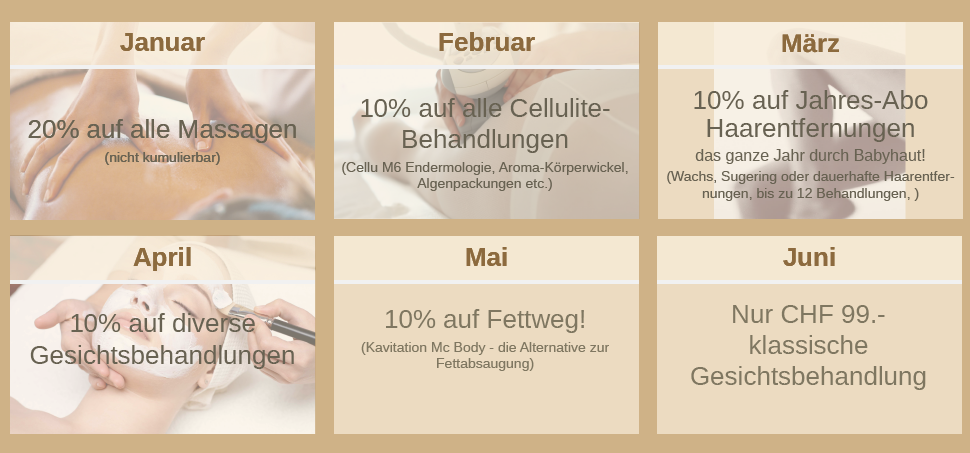 Januar
20% auf alle Massagen
(nicht kumulierbar)
Februar
10% auf alle Cellulite-
Behandlungen
(Cellu M6 Endermologie, Aroma-Körperwickel,
Algenpackungen etc.)
März
10% auf Jahres-Abo
Haarentfernungen
das ganze Jahr durch Babyhaut!
(Wachs, Sugering oder dauerhafte Haarentfer-
nungen, bis zu 12 Behandlungen, )
April
10% auf diverse
Gesichtsbehandlungen
Mai
10% auf Fettweg!
(Kavitation Mc Body - die Alternative zur
Fettabsaugung)
Juni
Nur CHF 99.-
klassische
Gesichtsbehandlung